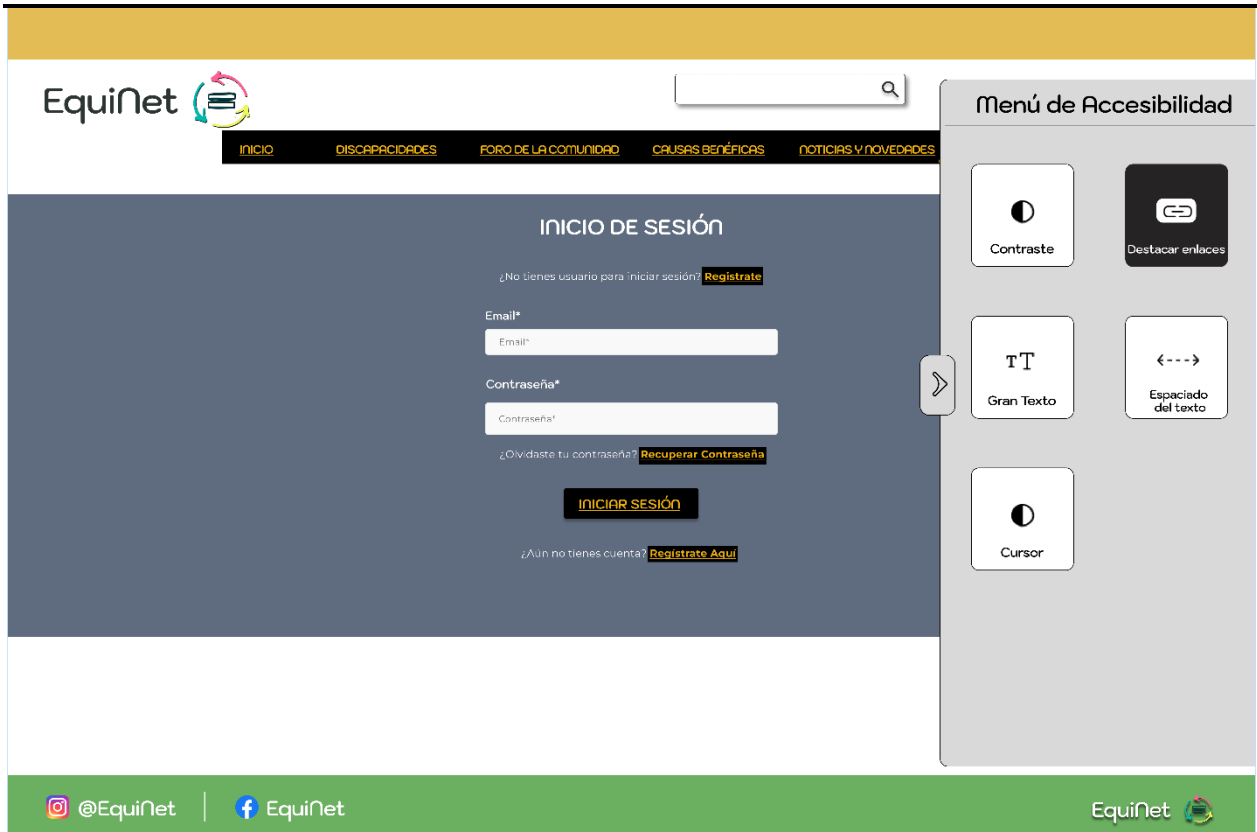 EquiNet
Menú de Accesibilidad
INICIO
DISCAPACIDADES
FORO DE LA COMUNIDAD
CAUSAS BENÉFICAS
NOTICIAS Y NOVEDADES
Contraste
Destacar enlaces
INICIO DE SESIÓN
¿No tienes usuario para iniciar sesión? Regístrate
Email*
Email*
Contraseña*
Contraseña*
¿Olvidaste tu contraseña? Recuperar Contraseña
INICIAR SESIÓN
¿Aún no tienes cuenta? Regístrate Aquí
TT
Gran Texto
Espaciado
del texto
Cursor
@EquiNet
EquiNet
EquiNet